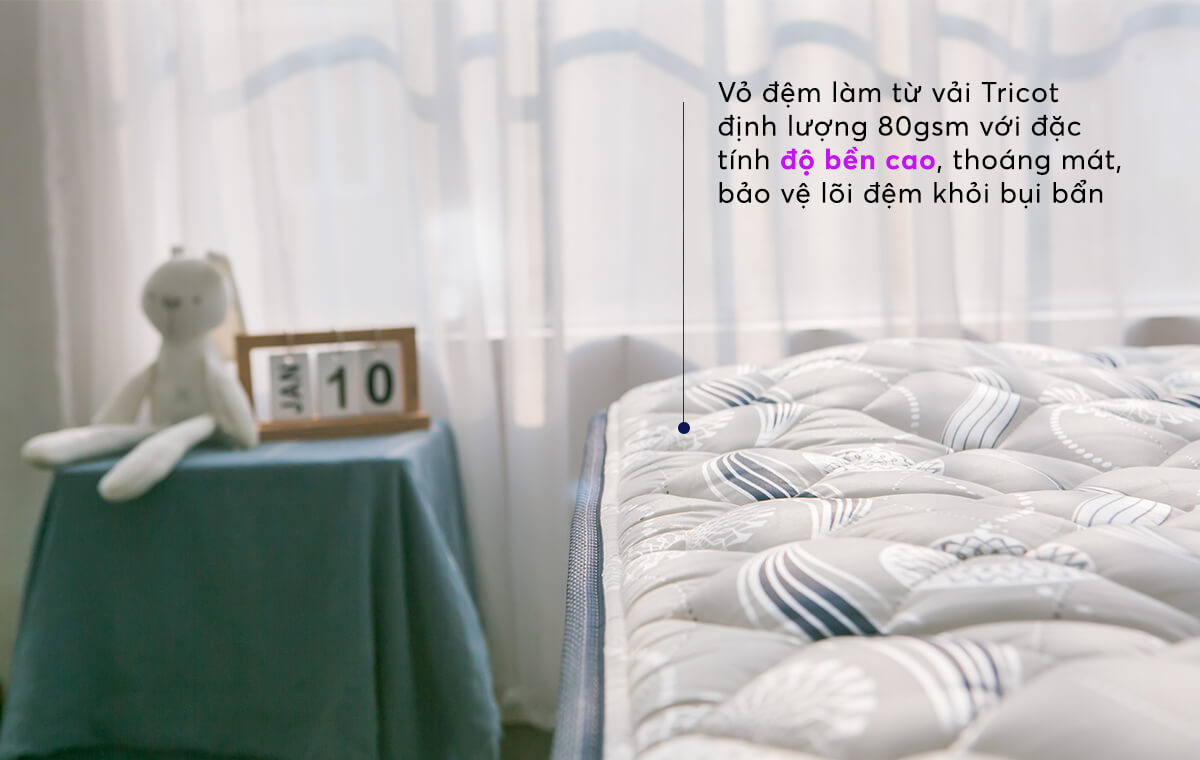 Vỏ đệm làm từ vải Tricot
định lượng 80gsm với đặc
tính độ bền cao, thoáng mát,
bảo vệ lõi đệm khỏi bụi bẩn
JAN 10